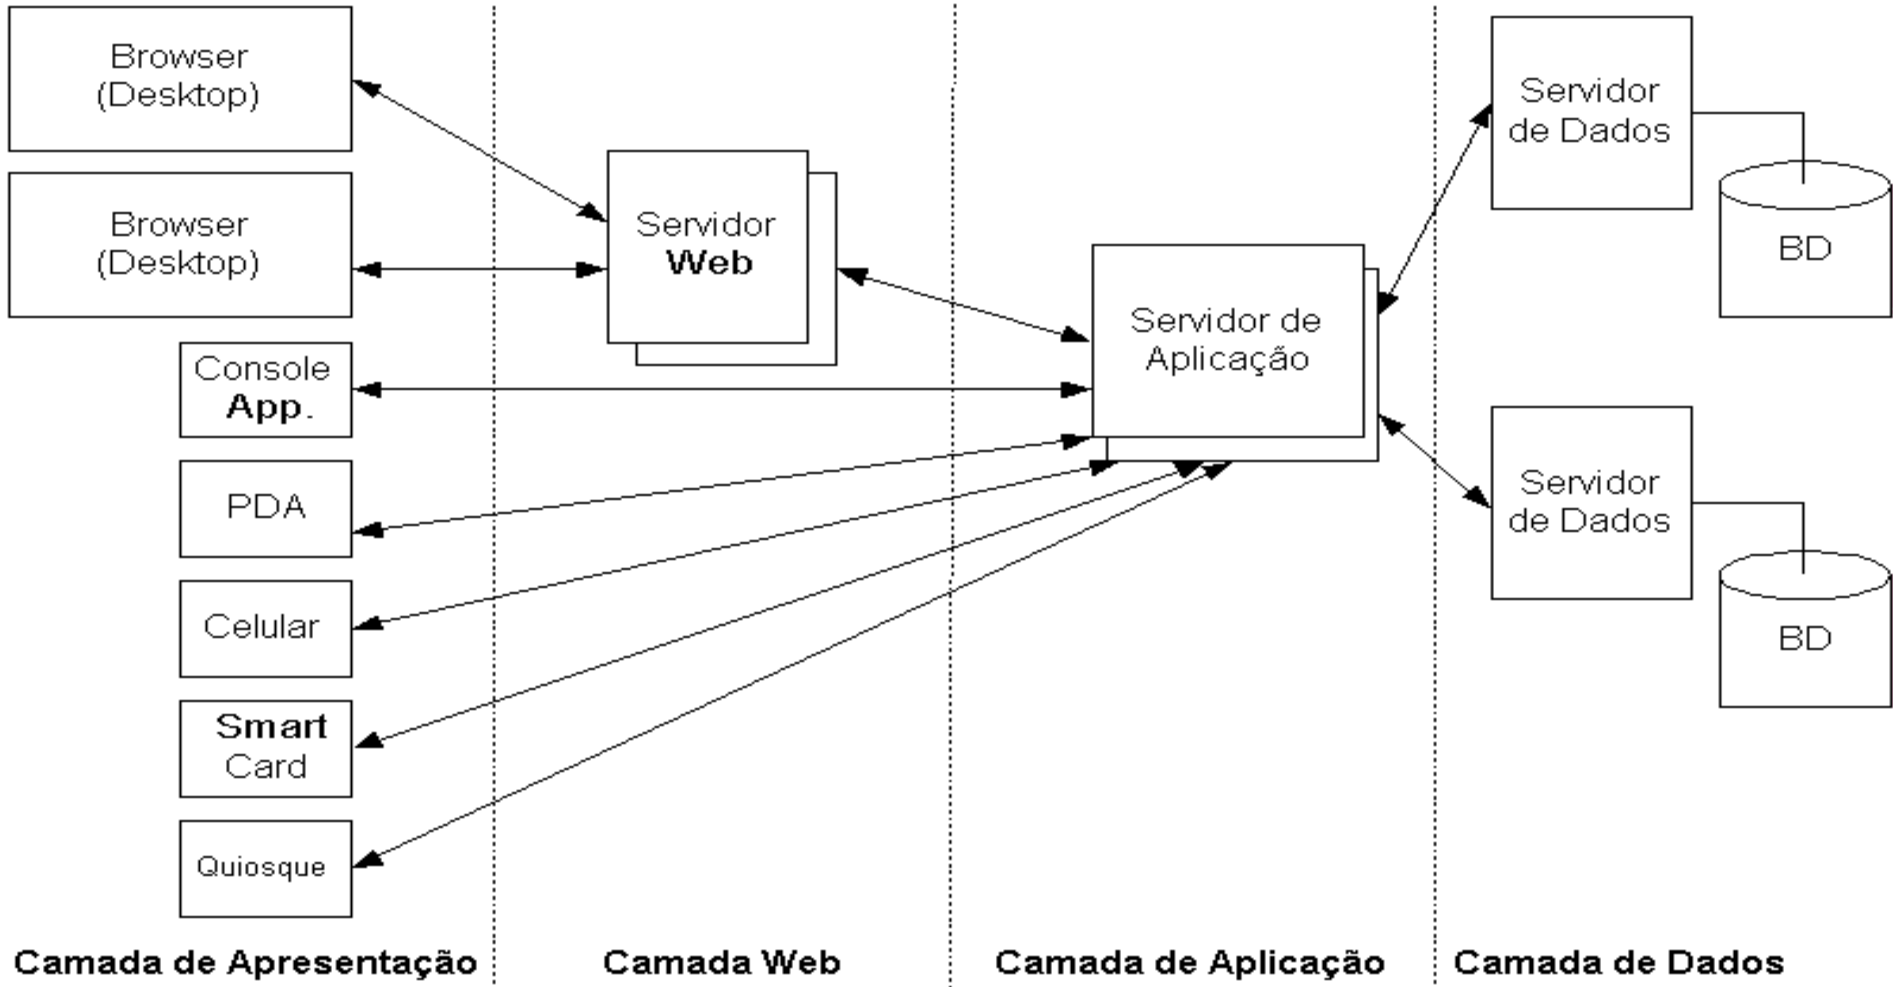 Browser
(Desktop)
Browser
(Desktop)
Console
App.
PDA
Celular
Smart
Card
Quiosque
Servidor
Web
Servidor de
Aplicação
Servidor
de Dados
BD
Servidor
de Dados
BD
Camada de Apresentação
Camada Web
Camada de Aplicação
Camada de Dados